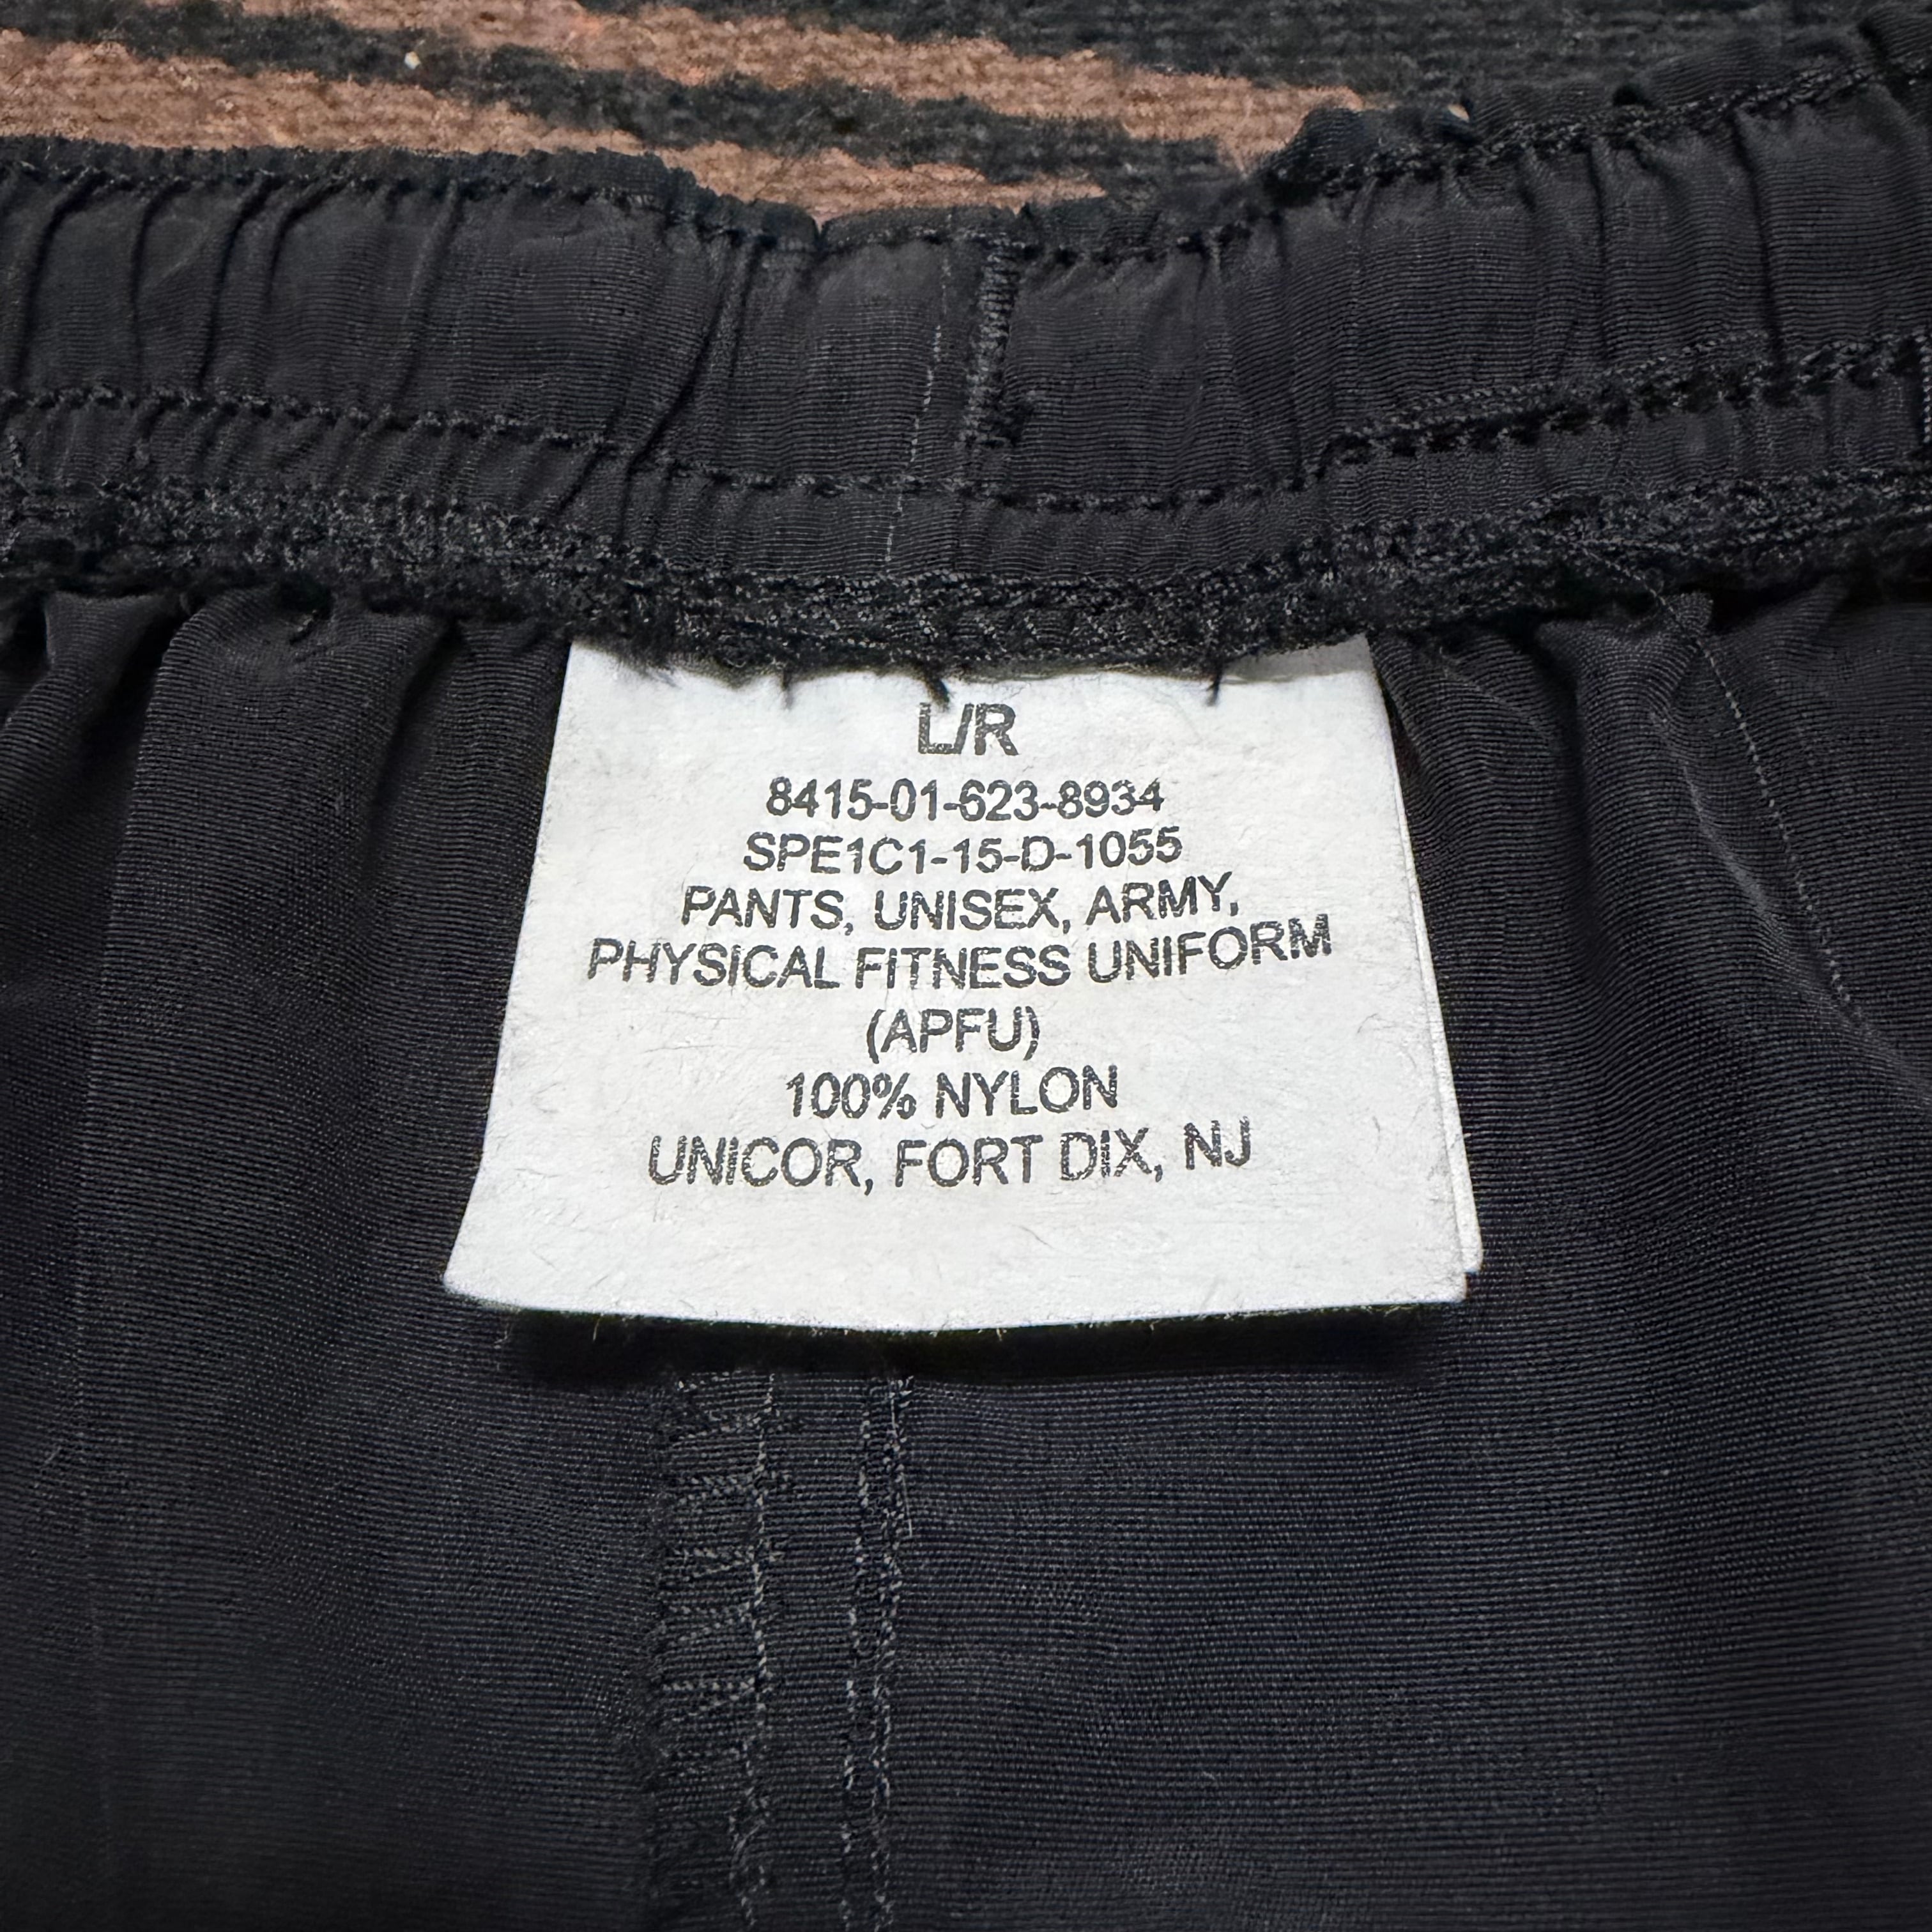 L/R
8415-01-623-8934
SPE1C1-15-D-1055
PANTS, UNISEX, ARMY,
PHYSICAL FITNESS UNIFORM
(APFU)
100% NYLON
UNICOR, FORT DIX, NJ